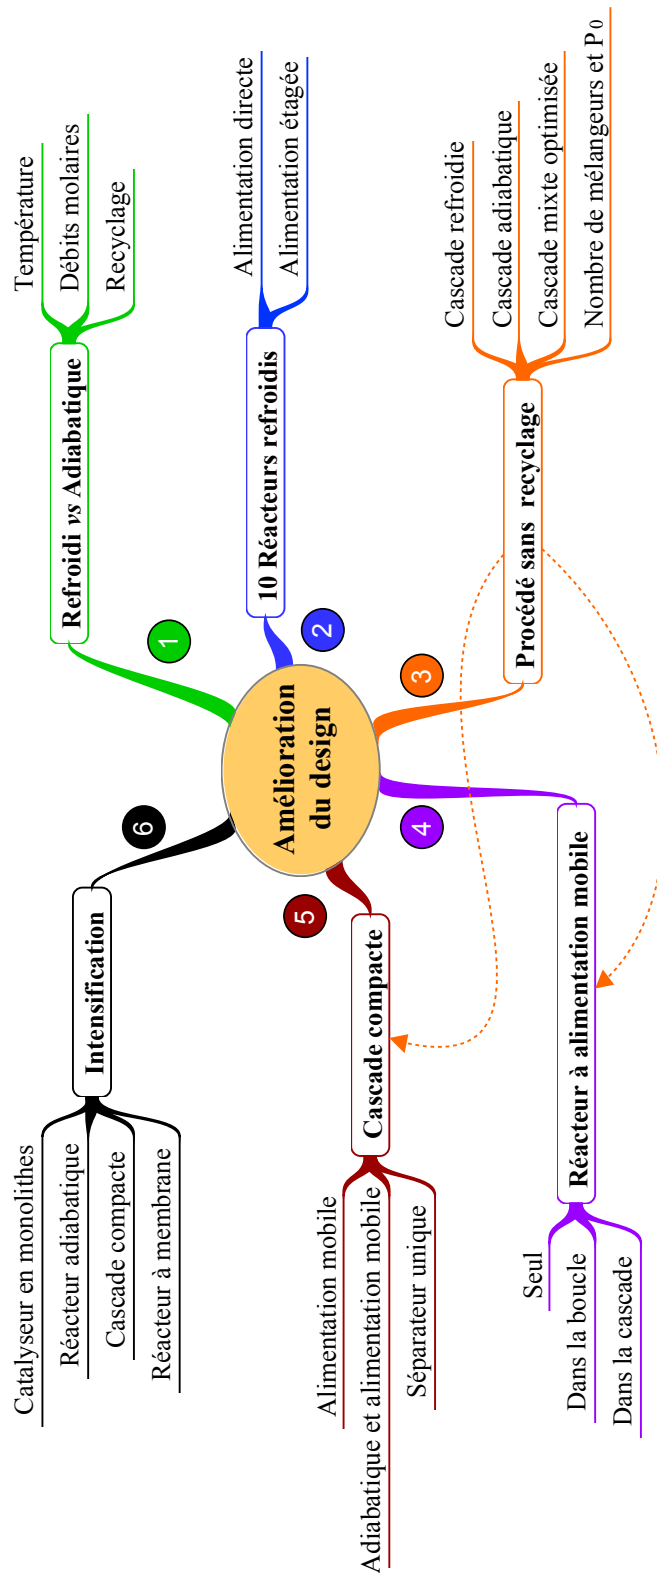 Amélioration
du design
1
Refroidi vs Adiabatique
Température
Débits molaires
Recyclage
2
10 Réacteurs refroidis
Alimentation directe
Alimentation étagée
3
Procédé sans recyclage
Cascade refroidie
Cascade adiabatique
Cascade mixte optimisée
Nombre de mélangeurs et P0
4
Réacteur à alimentation mobile
Seul
Dans la boucle
Dans la cascade
5
Cascade compacte
Alimentation mobile
Adiabatique et alimentation mobile
Séparateur unique
6
Intensification
Catalyseur en monolithes
Réacteur adiabatique
Cascade compacte
Réacteur à membrane